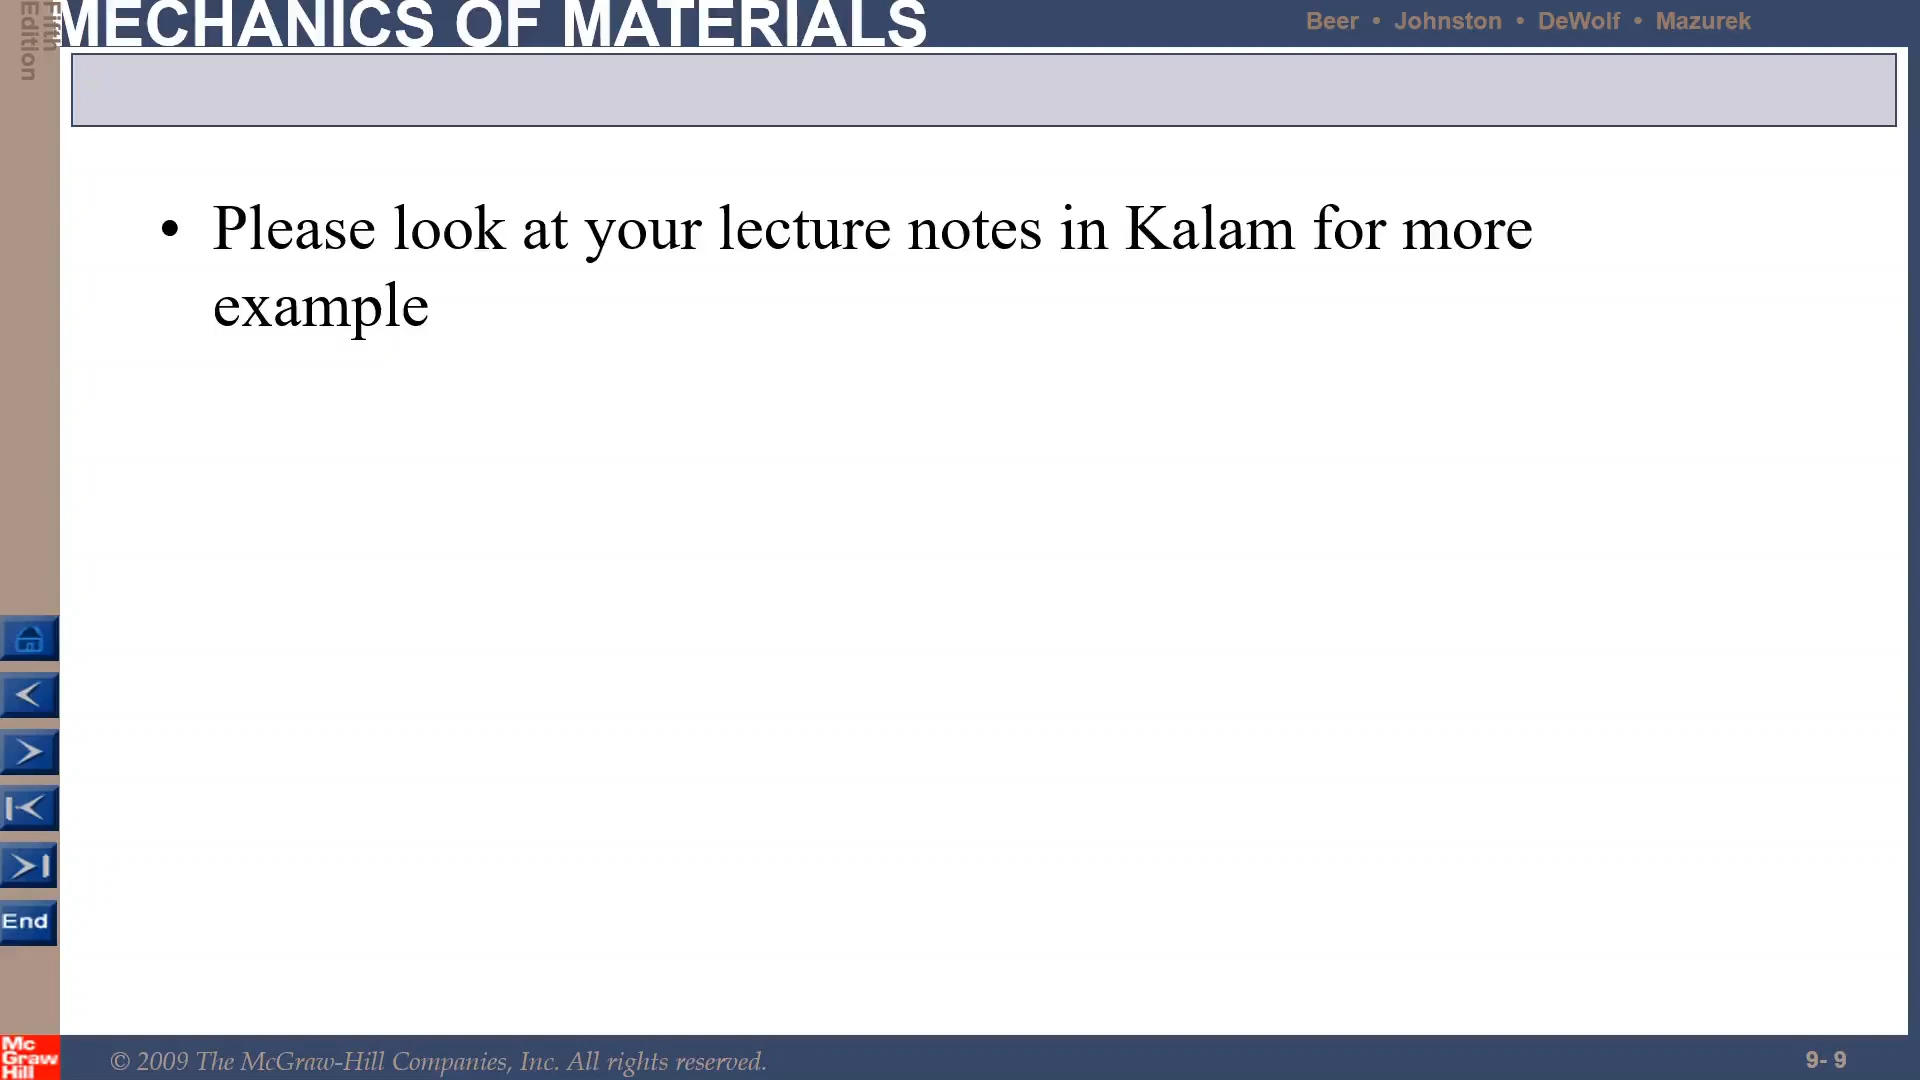 MECHANICS OF MATERIALS
Beer • Johnston • DeWolf • Mazurek
Fifth
Edition
• Please look at your lecture notes in Kalam for more
example
End
Mc
Graw
Hill
© 2009 The McGraw-Hill Companies, Inc. All rights reserved.
9- 9